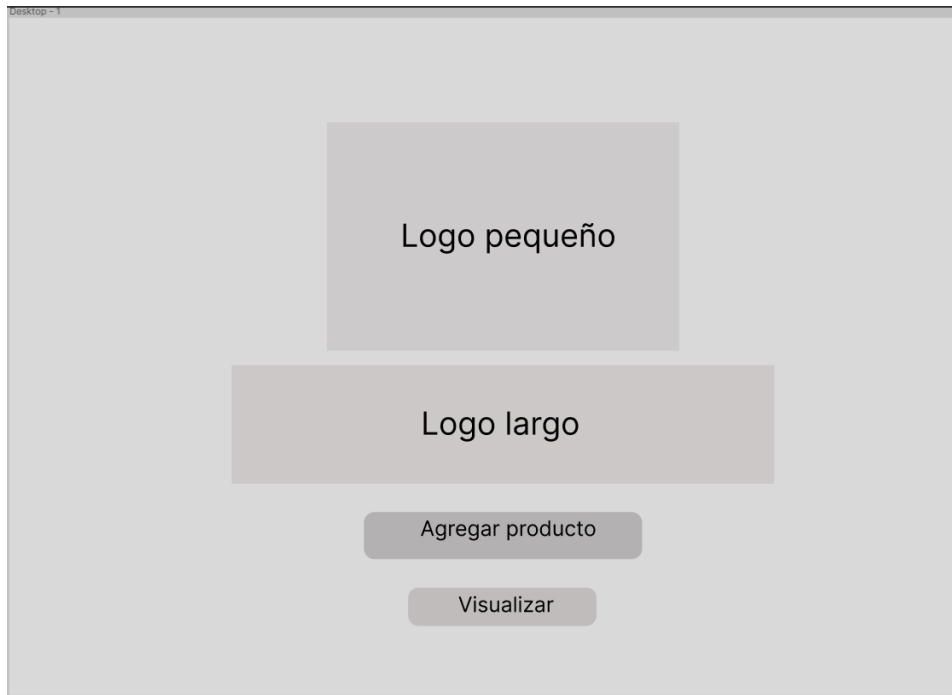 Desktop - 1
Logo pequeño
Logo largo
Agregar producto
Visualizar